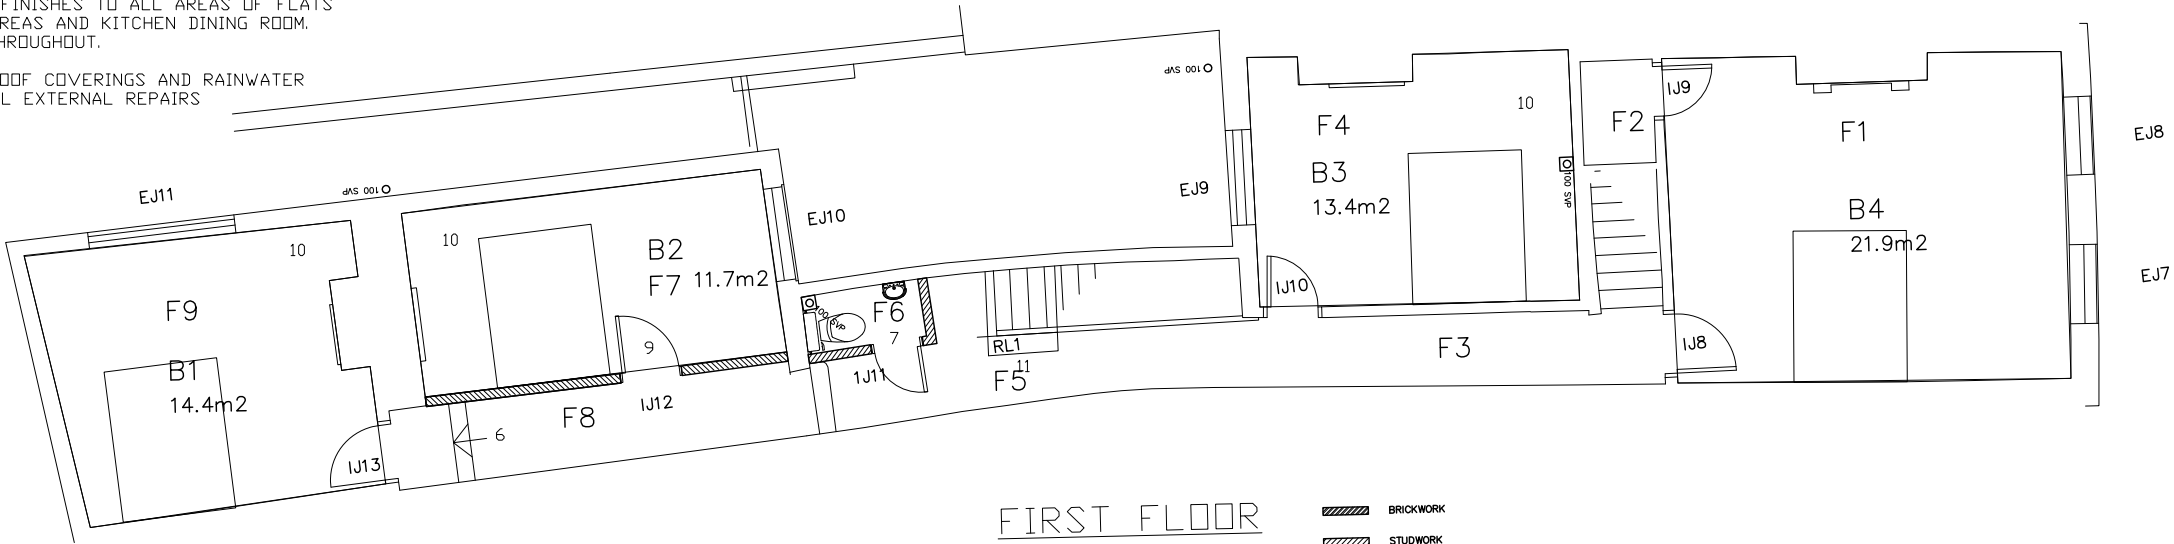 FINISHES TO ALL AREAS OF FLATS
REAS AND KITCHEN DINING ROOM.
HROUGHOUT.
OOF COVERINGS AND RAINWATER
L EXTERNAL REPAIRS
100 SVP
IJ9
10
F4
F2
F1
EJ8
B3
13.4m2
100 SVP
EJ9
EJ11
100 SVP
EJ10
B4
21.9m2
10
10
B2
F7 11.7m2
EJ7
IJ10
F9
F6
100 SVP
7
RL1
11
F5
F3
IJ8
9
B1
14.4m2
1J11
IJ12
F8
6
IJ13
FIRST FLOOR
BRICKWORK
STUDWORK